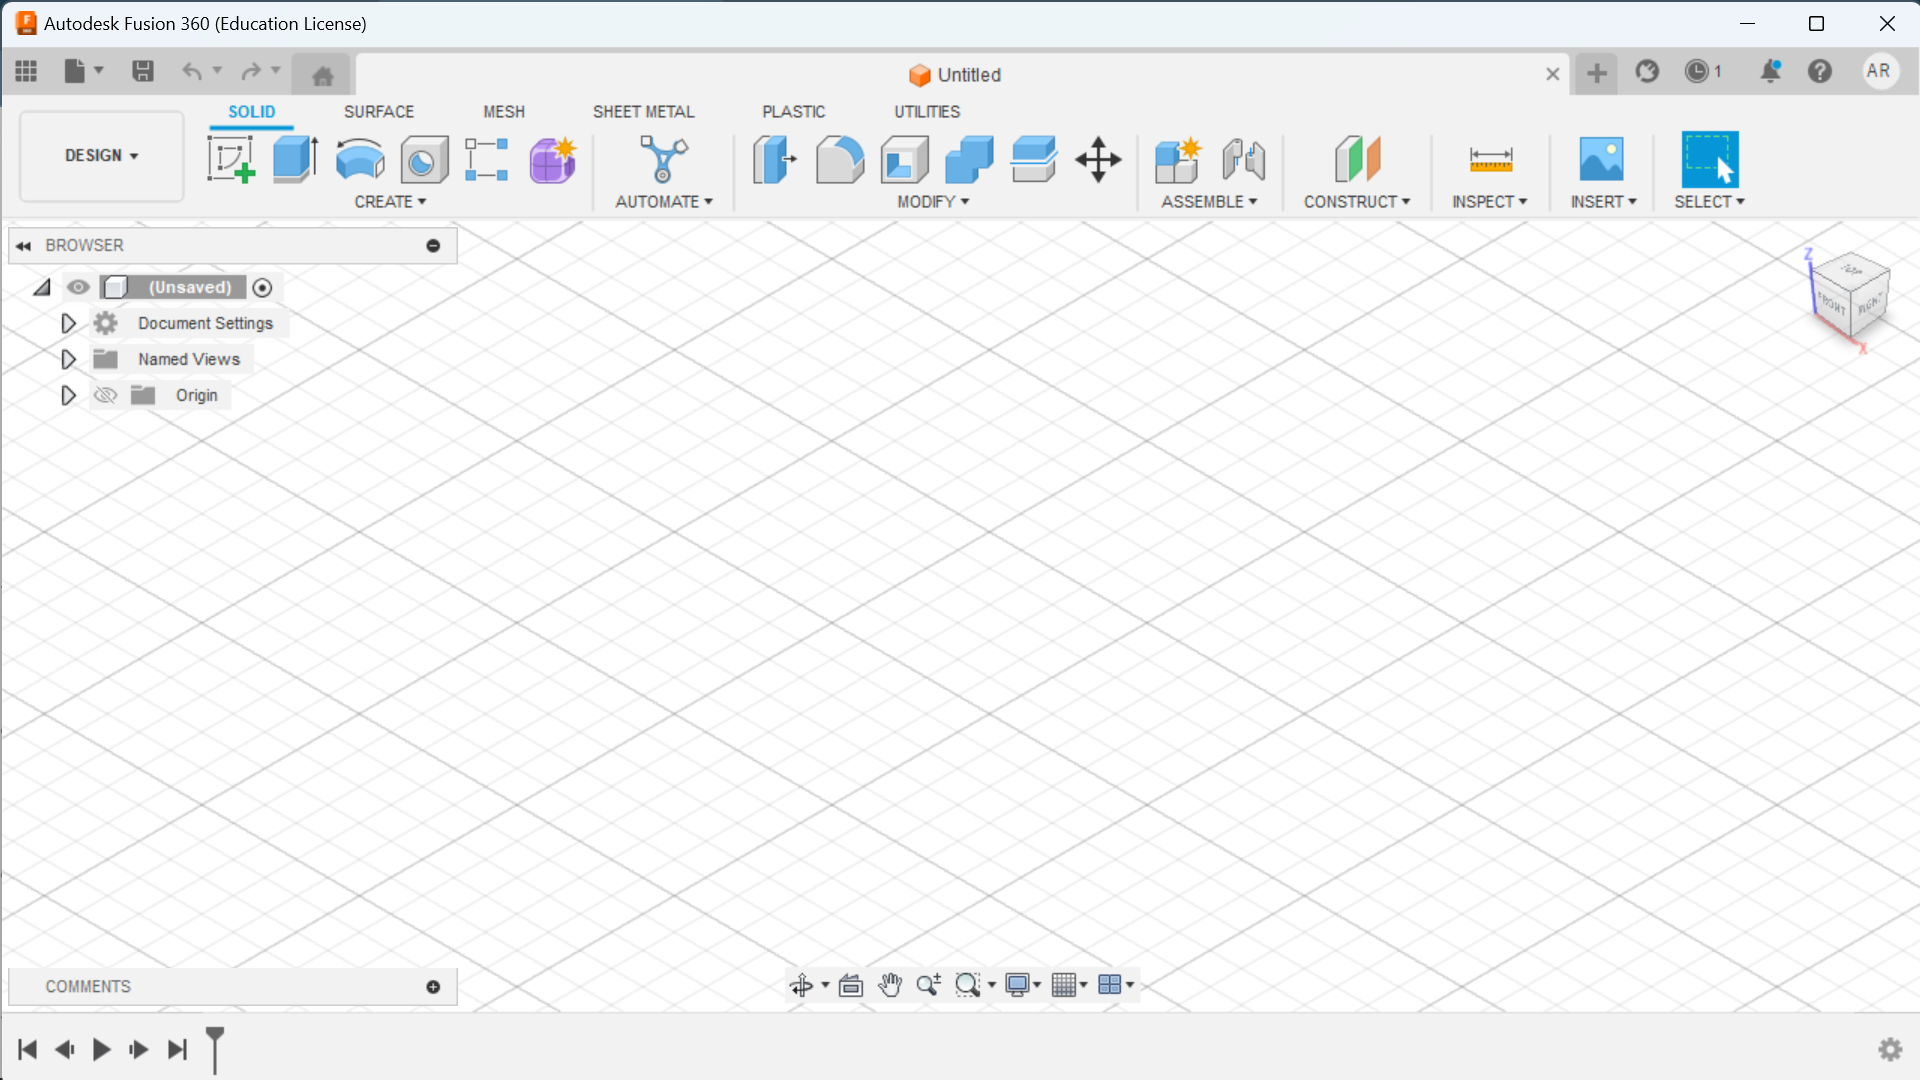 Autodesk Fusion 360 (Education License)
Untitled
1
AR
DESIGN
SOLID
SURFACE
MESH
SHEET METAL
PLASTIC
UTILITIES
CREATE
AUTOMATE
MODIFY
ASSEMBLE
CONSTRUCT
INSPECT
INSERT
SELECT
BROWSER
(Unsaved)
Document Settings
Named Views
Origin
Z
TOP
FRONT
RIGHT
X
COMMENTS